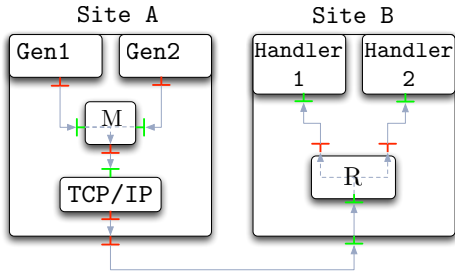 Site A
Site B
Gen1
Gen2
Handler
1
Handler
2
M
R
TCP/IP